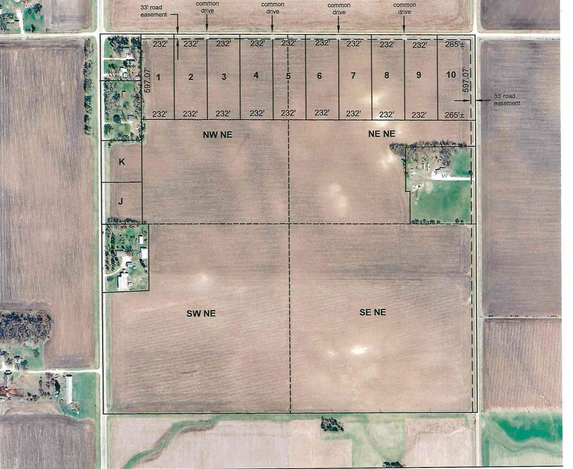 33' road
easement
common
drive
common
drive
common
drive
common
drive
232' 232' 232' 232' 232' 232' 232' 232' 232' 265'±
597.07'
1 2 3 4 5 6 7 8 9 10
597.07'
33' road
easement
232' 232' 232' 232' 232' 232' 232' 232' 232' 265'±
NW NE NE NE
K
J
SW NE SE NE